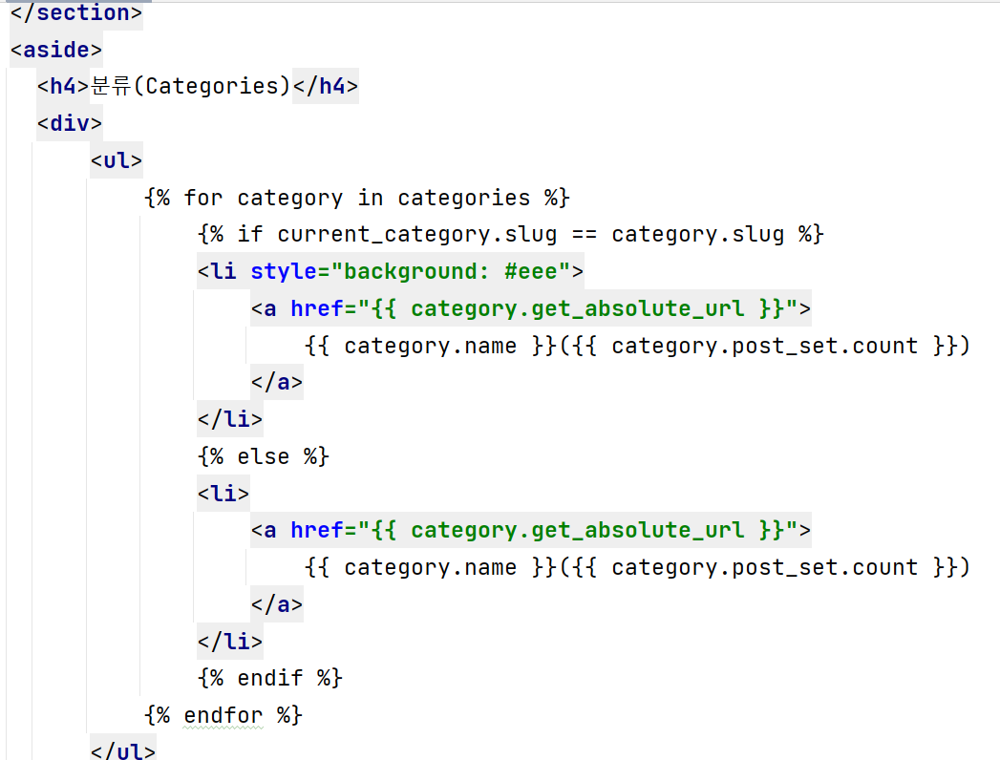 </section>
<aside>
<h4>분류(Categories)</h4>
<div>
<ul>
{% for category in categories %}
{% if current_category.slug == category.slug %}
<li style="background: #eee">
<a href="{{ category.get_absolute_url }}">
{{ category.name }}({{ category.post_set.count }})
</a>
</li>
{% else %}
<li>
<a href="{{ category.get_absolute_url }}">
{{ category.name }}({{ category.post_set.count }})
</a>
</li>
{% endif %}
{% endfor %}
</ul>